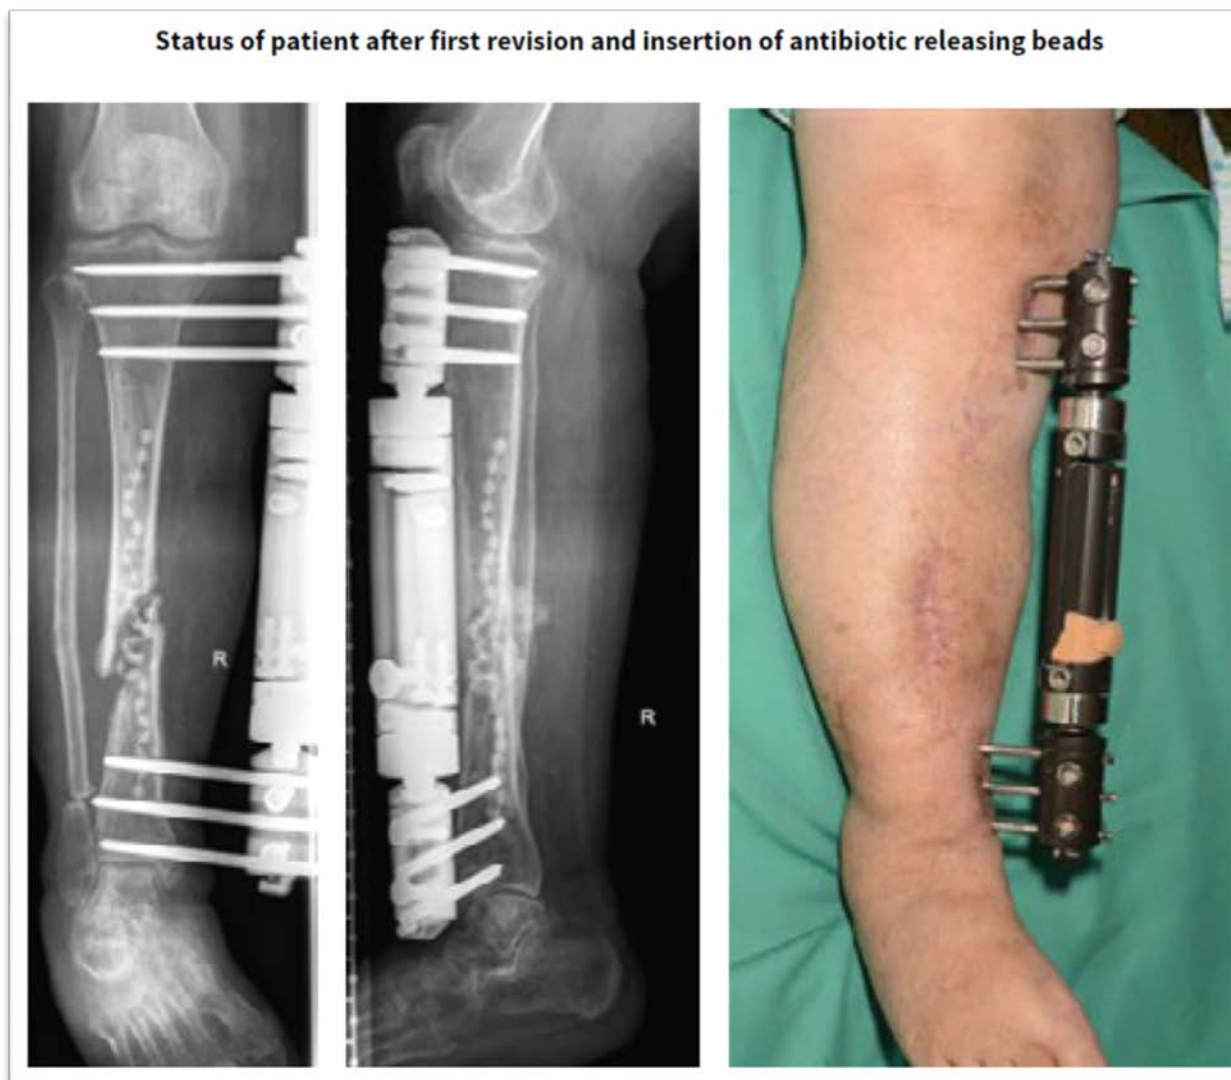 Status of patient after first revision and insertion of antibiotic releasing beads
R
R